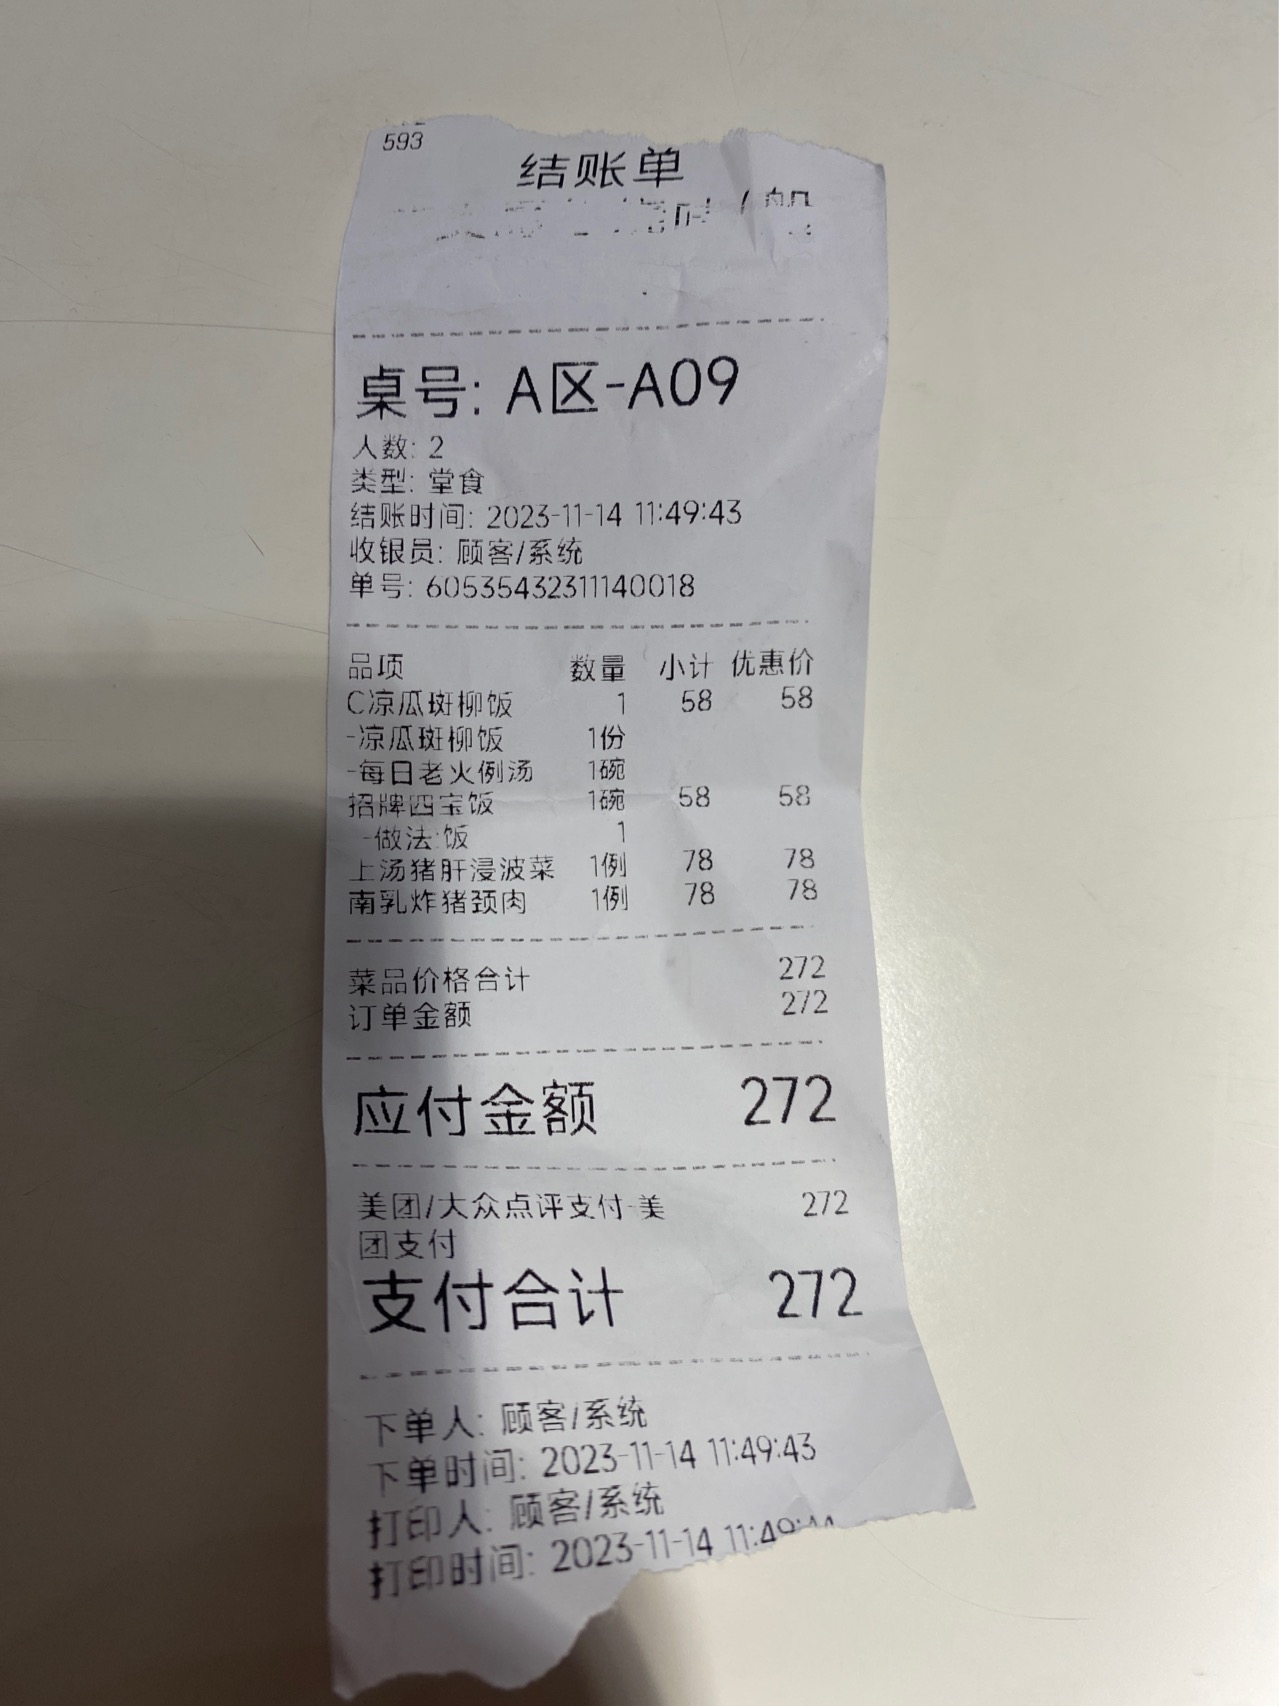 593
结账单
桌号: A区-A09
人数: 2
类型: 堂食
结账时间: 2023-11-14 11:49:43
收银员: 顾客/系统
单号: 605354432311140018
品项 数量 小计 优惠价
C凉瓜斑柳饭 1 58 58
-凉瓜斑柳饭 1份
-每日老火例汤 1碗
招牌四宝饭 1碗 58 58
-做法:饭 1
上汤猪肝浸波菜 1例 78 78
南乳炸猪颈肉 1例 78 78
菜品价格合计 272
订单金额 272
应付金额 272
美团/大众点评支付-美 272
团支付
支付合计 272
下单人: 顾客/系统
下单时间: 2023-11-14 11:49:43
打印人: 顾客/系统
打印时间: 2023-11-14 11:49:44